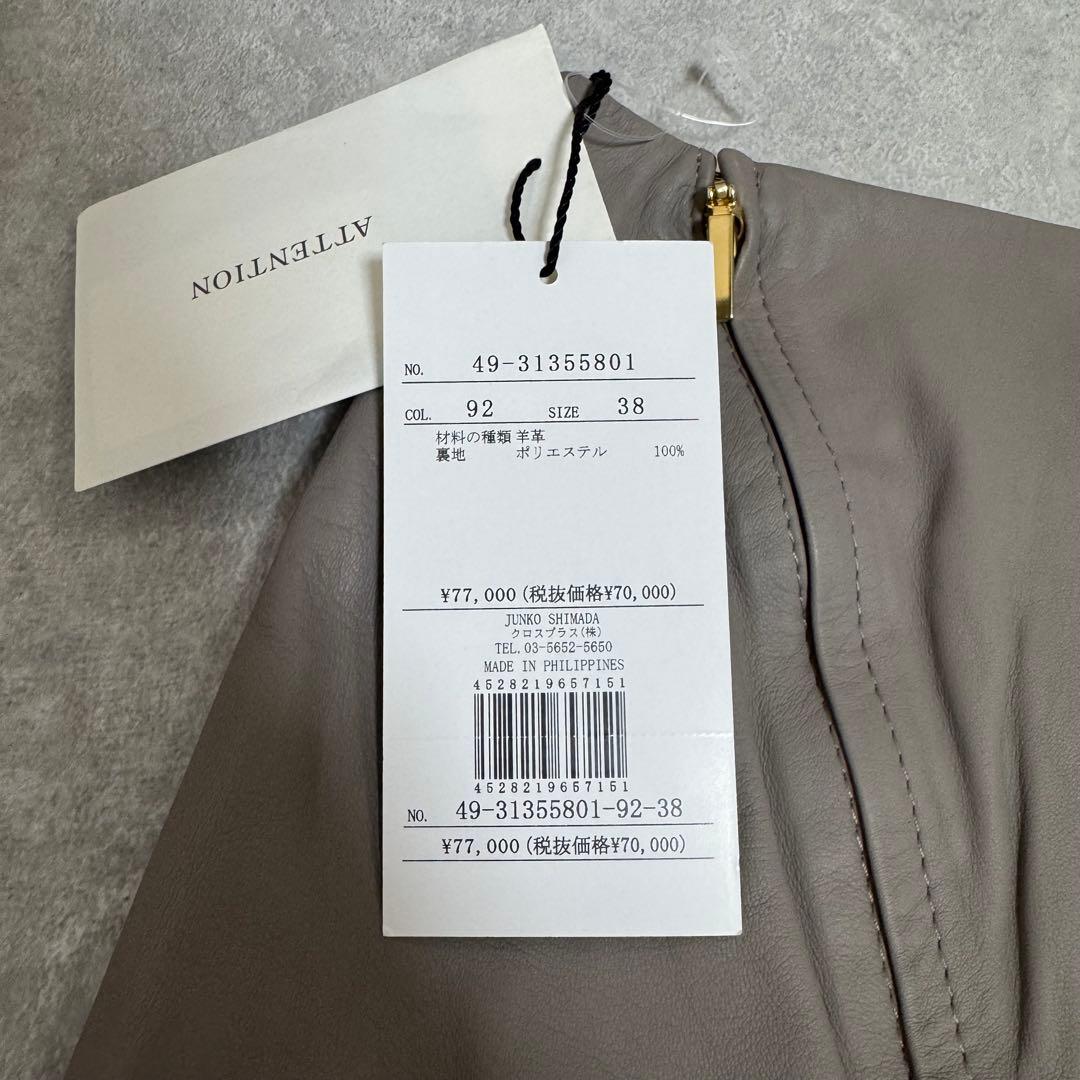 ATTENTION
NO. 49-31355801
COL. 92 SIZE 38
材料の種類 羊革
裏地 ポリエステル 100%
¥77,000(税抜価格¥70,000)
JUNKO SHIMADA
クロスプラス(株)
TEL.03-5652-5650
MADE IN PHILIPPINES
4528219657151
4528219657151
NO. 49-31355801-92-38
¥77,000(税抜価格¥70,000)